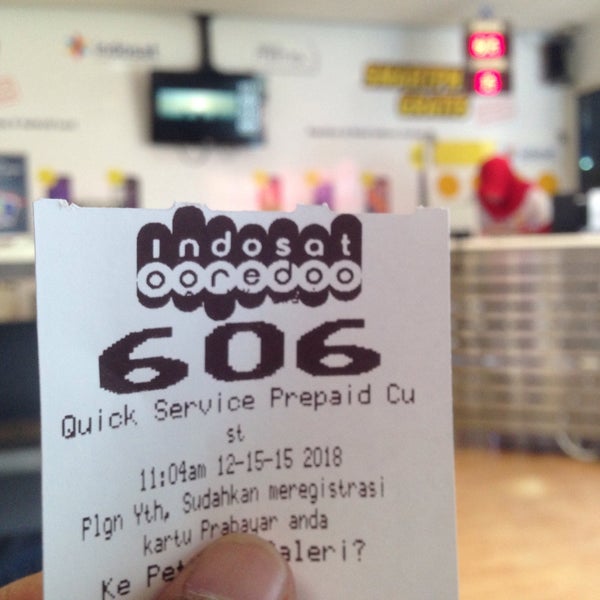 indosat
ooredoo
606
Quick Service Prepaid Cu
st
11:04am 12-15-15 2018
Plgn Yth, Sudahkan meregistrasi
kartu Prabayar anda
Ke aleri?
indosat